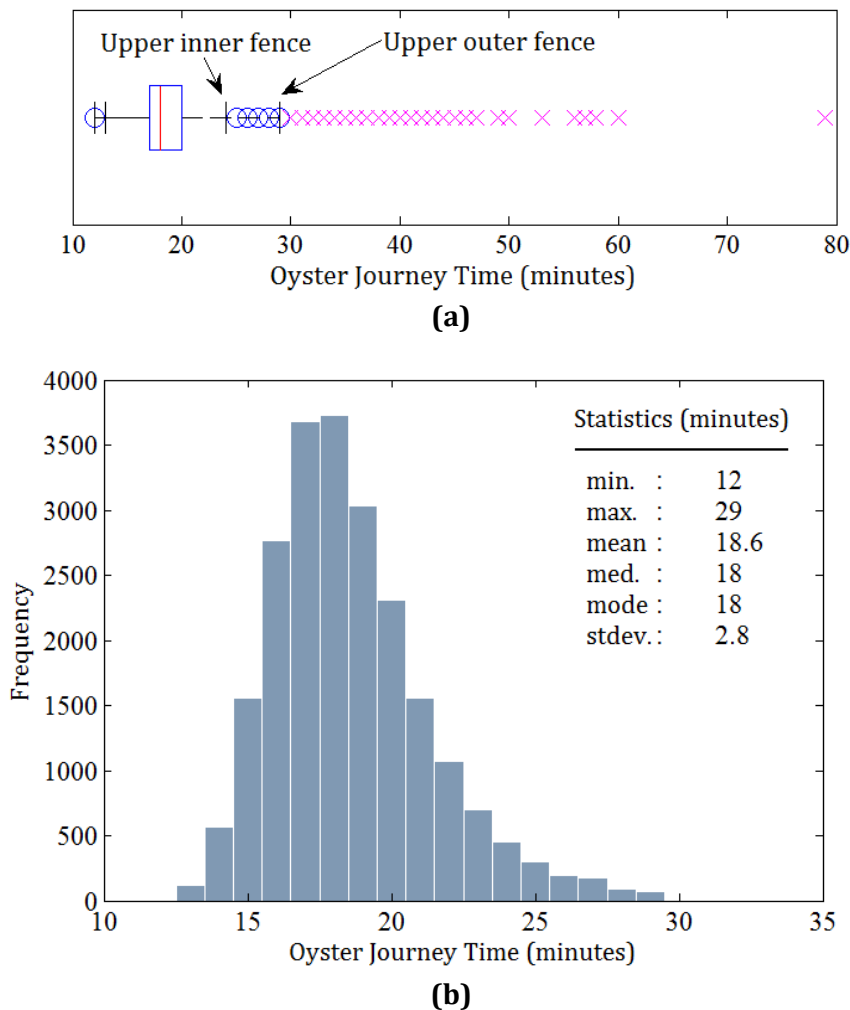 Upper inner fence
Upper outer fence
10 20 30 40 50 60 70 80
Oyster Journey Time (minutes)
(a)
4000
3500
3000
2500
2000
1500
1000
500
0
Frequency
Statistics (minutes)
min. : 12
max. : 29
mean : 18.6
med. : 18
mode : 18
stdev. : 2.8
10 15 20 25 30 35
Oyster Journey Time (minutes)
(b)